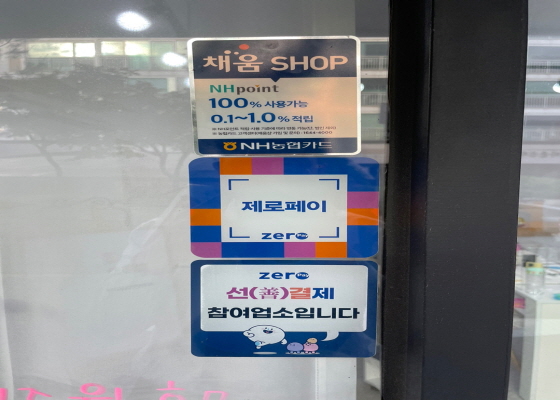 채움 SHOP
NHpoint
100% 사용가능
0.1~1.0% 적립
NH농협카드
제로페이
zero
zero
선(善)결제
참여업소입니다